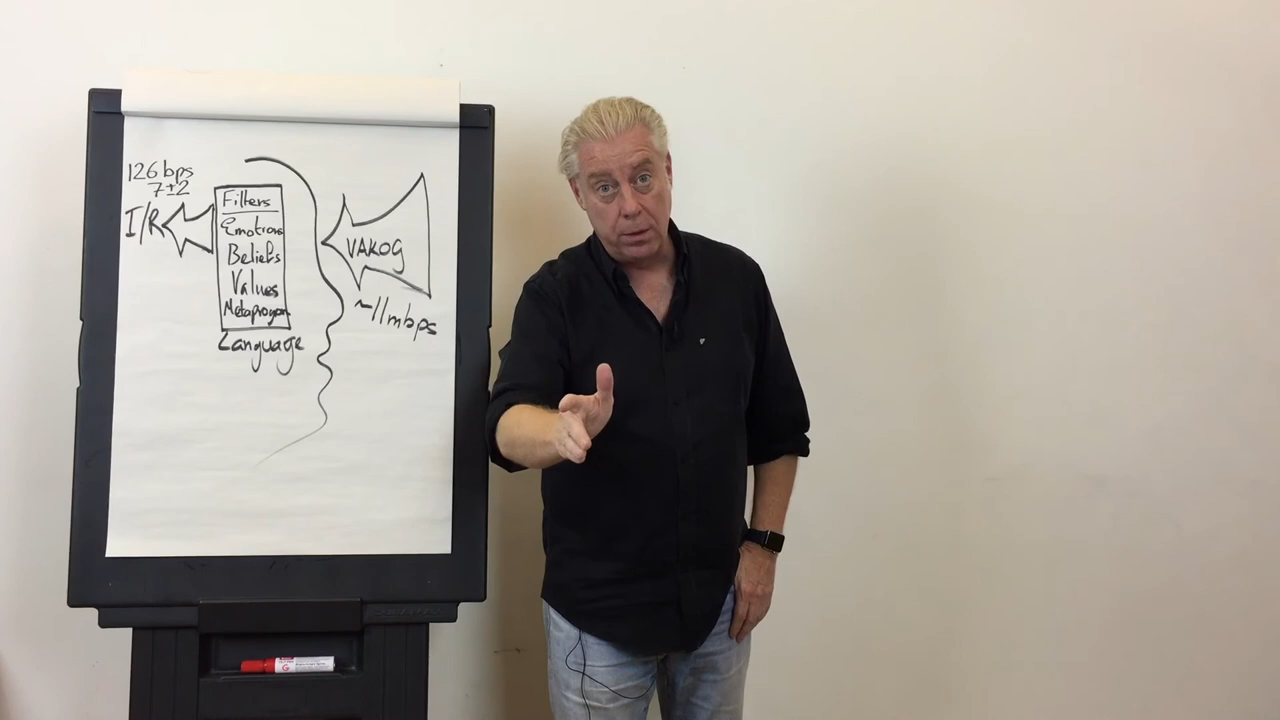 126 bps
7±2
I/R
Filters
Emotions
Beliefs
Values
Metaprogram
Language
VAKOG
~11mbps